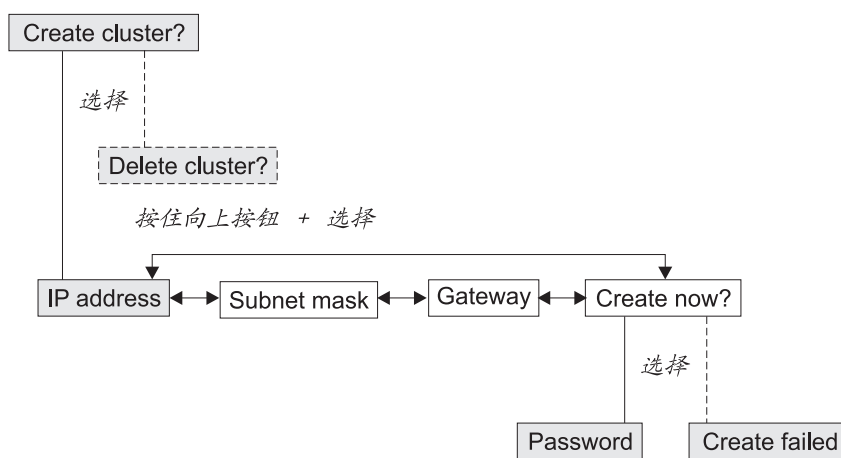 Create cluster?
选择
Delete cluster?
按住向上按钮 + 选择
IP address
Subnet mask
Gateway
Create now?
选择
Password
Create failed